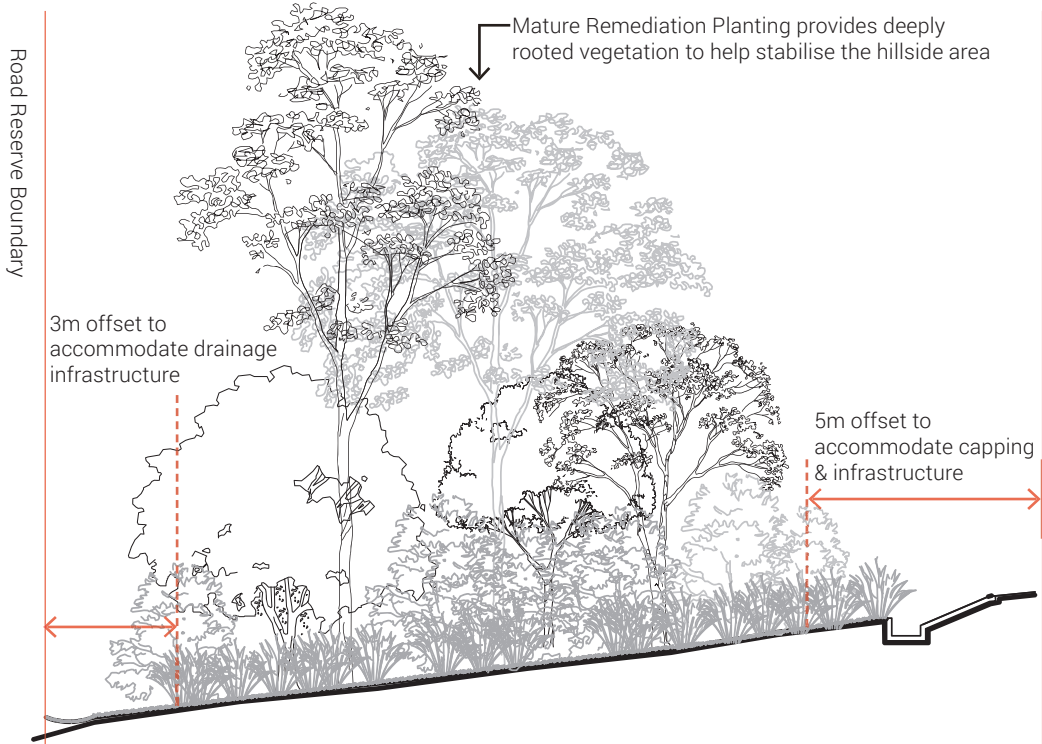 Mature Remediation Planting provides deeply
rooted vegetation to help stabilise the hillside area
Road Reserve Boundary
3m offset to
accommodate drainage
infrastructure
5m offset to
accommodate capping
& infrastructure